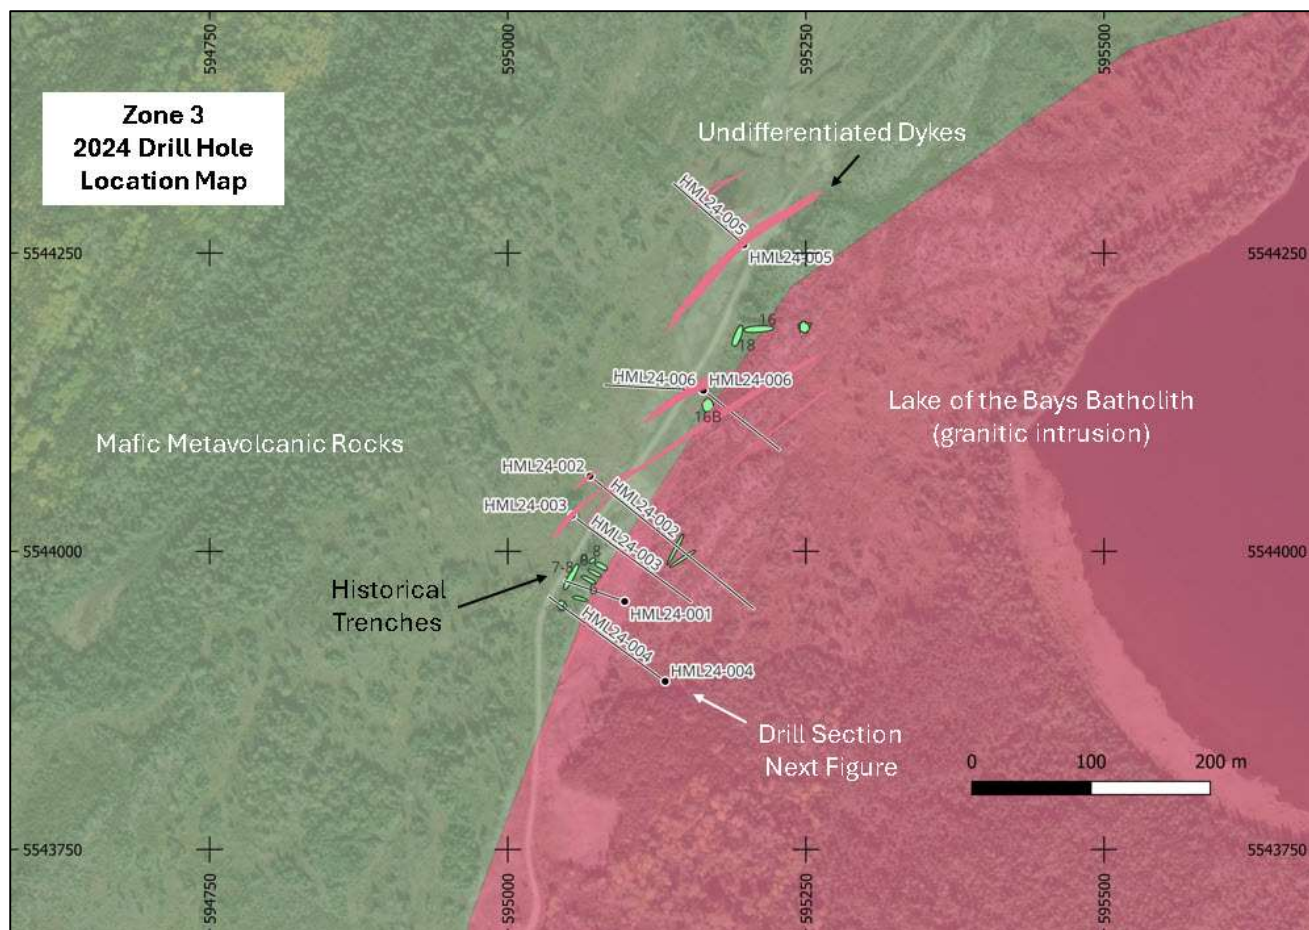 594750
595000
595250
595500
Zone 3
2024 Drill Hole
Location Map
Undifferentiated Dykes
HML24-005
HML24-005
5544250
5544250
16
18
HML24-006
HML24-006
16B
Lake of the Bays Batholith
(granitic intrusion)
Mafic Metavolcanic Rocks
HML24-002
HML24-002
HML24-003
HML24-003
5544000
5544000
8
7-8
Historical
Trenches
HML24-001
HML24-004
HML24-004
Drill Section
Next Figure
0 100 200 m
5543750
5543750
594750
595000
595250
595500